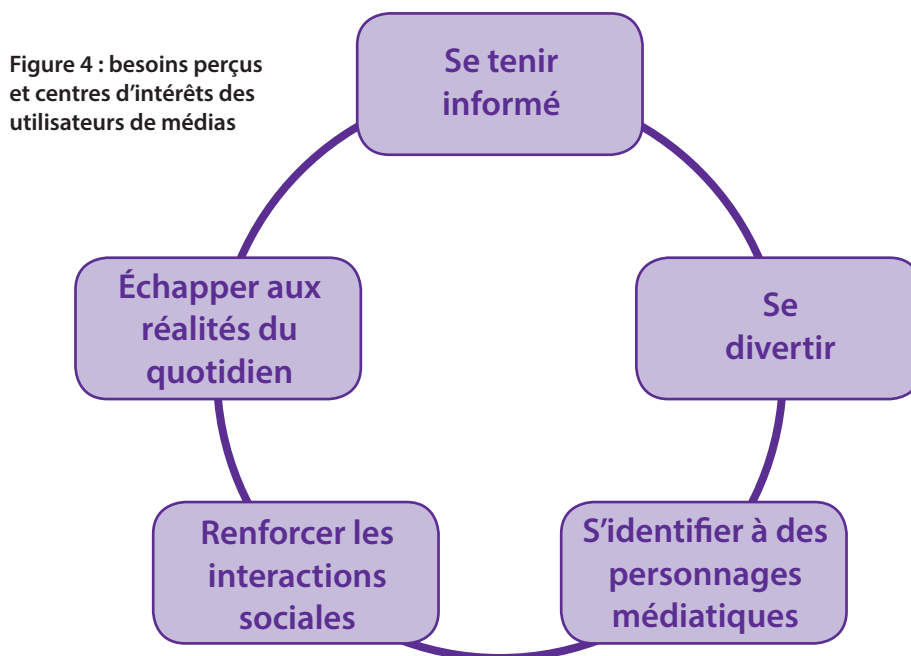 Figure 4 : besoins perçus
et centres d’intérêts des
utilisateurs de médias
Se tenir
informé
Se
divertir
S’identifier à des
personnages
médiatiques
Renforcer les
interactions
sociales
Échapper aux
réalités du
quotidien